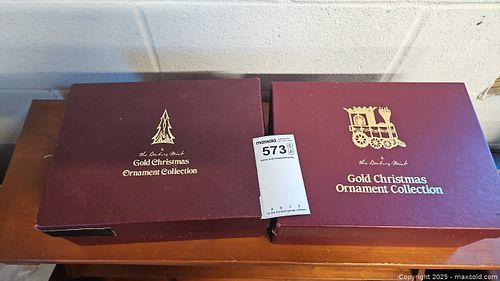 The Danbury Mint
Gold Christmas
Ornament Collection
maxsold
573
The Danbury Mint
Gold Christmas
Ornament Collection
Copyright © 2025 - maxsold.com